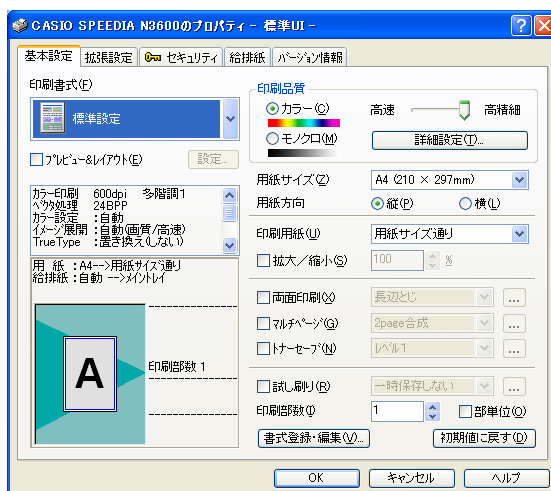 CASIO SPEEDIA N3600のプロパティ - 標準UI -
基本設定 拡張設定 セキュリティ 給排紙 バージョン情報
印刷書式(F)
標準設定
プレビュー&レイアウト(E) 設定...
カラー印刷 600dpi 多階調1
ベクタ処理 24BPP
カラー設定 :自動
イメージ展開 :自動(画質/高速)
TrueType :置き換え(しない)
用 紙 :A4-->用紙サイズ通り
給排紙:自動 -->メイントレイ
A
印刷部数 1
印刷品質
カラー(C) 高速 高精細
モノクロ(M) 詳細設定(T)...
用紙サイズ(Z) A4 (210 × 297mm)
用紙方向 縦(P) 横(L)
印刷用紙(U) 用紙サイズ通り
拡大/縮小(S) 100 %
両面印刷(X) 長辺とじ ...
マルチページ(G) 2page合成 ...
トナーセーブ(N) レベル1 ...
試し刷り(R) 一時保存しない ...
印刷部数(I) 1 部単位(O)
書式登録・編集(V)... 初期値に戻す(D)
OK キャンセル ヘルプ